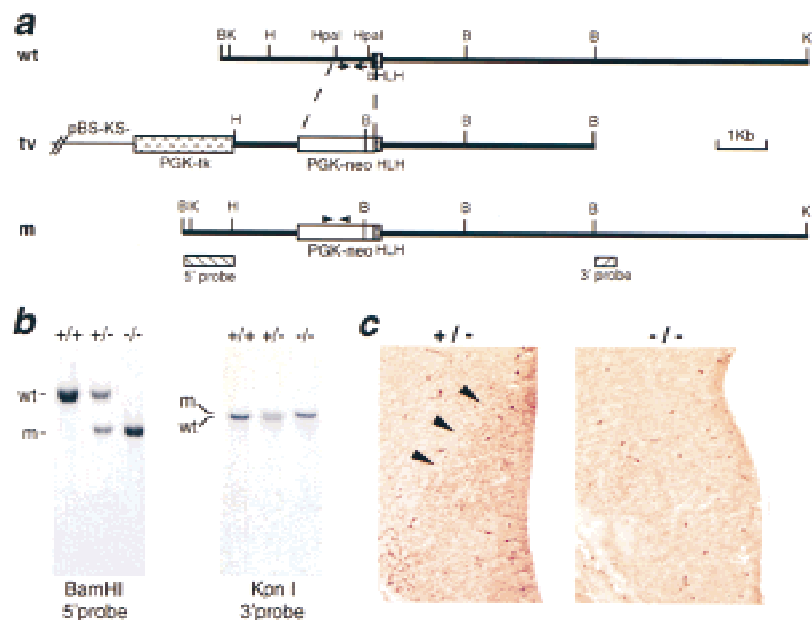 a
BK H HpaI HpaI B B K
wt
bHLH
pBS-KS- H B B B
tv
PGK-tk PGK-neo HLH 1Kb
BK H B B B K
m
PGK-neo HLH
5' probe 3' probe
b c
+/+ +/- -/- +/+ +/- -/- + / - - / -
wt-
m
wt
m-
BamHI Kpn I
5'probe 3'probe